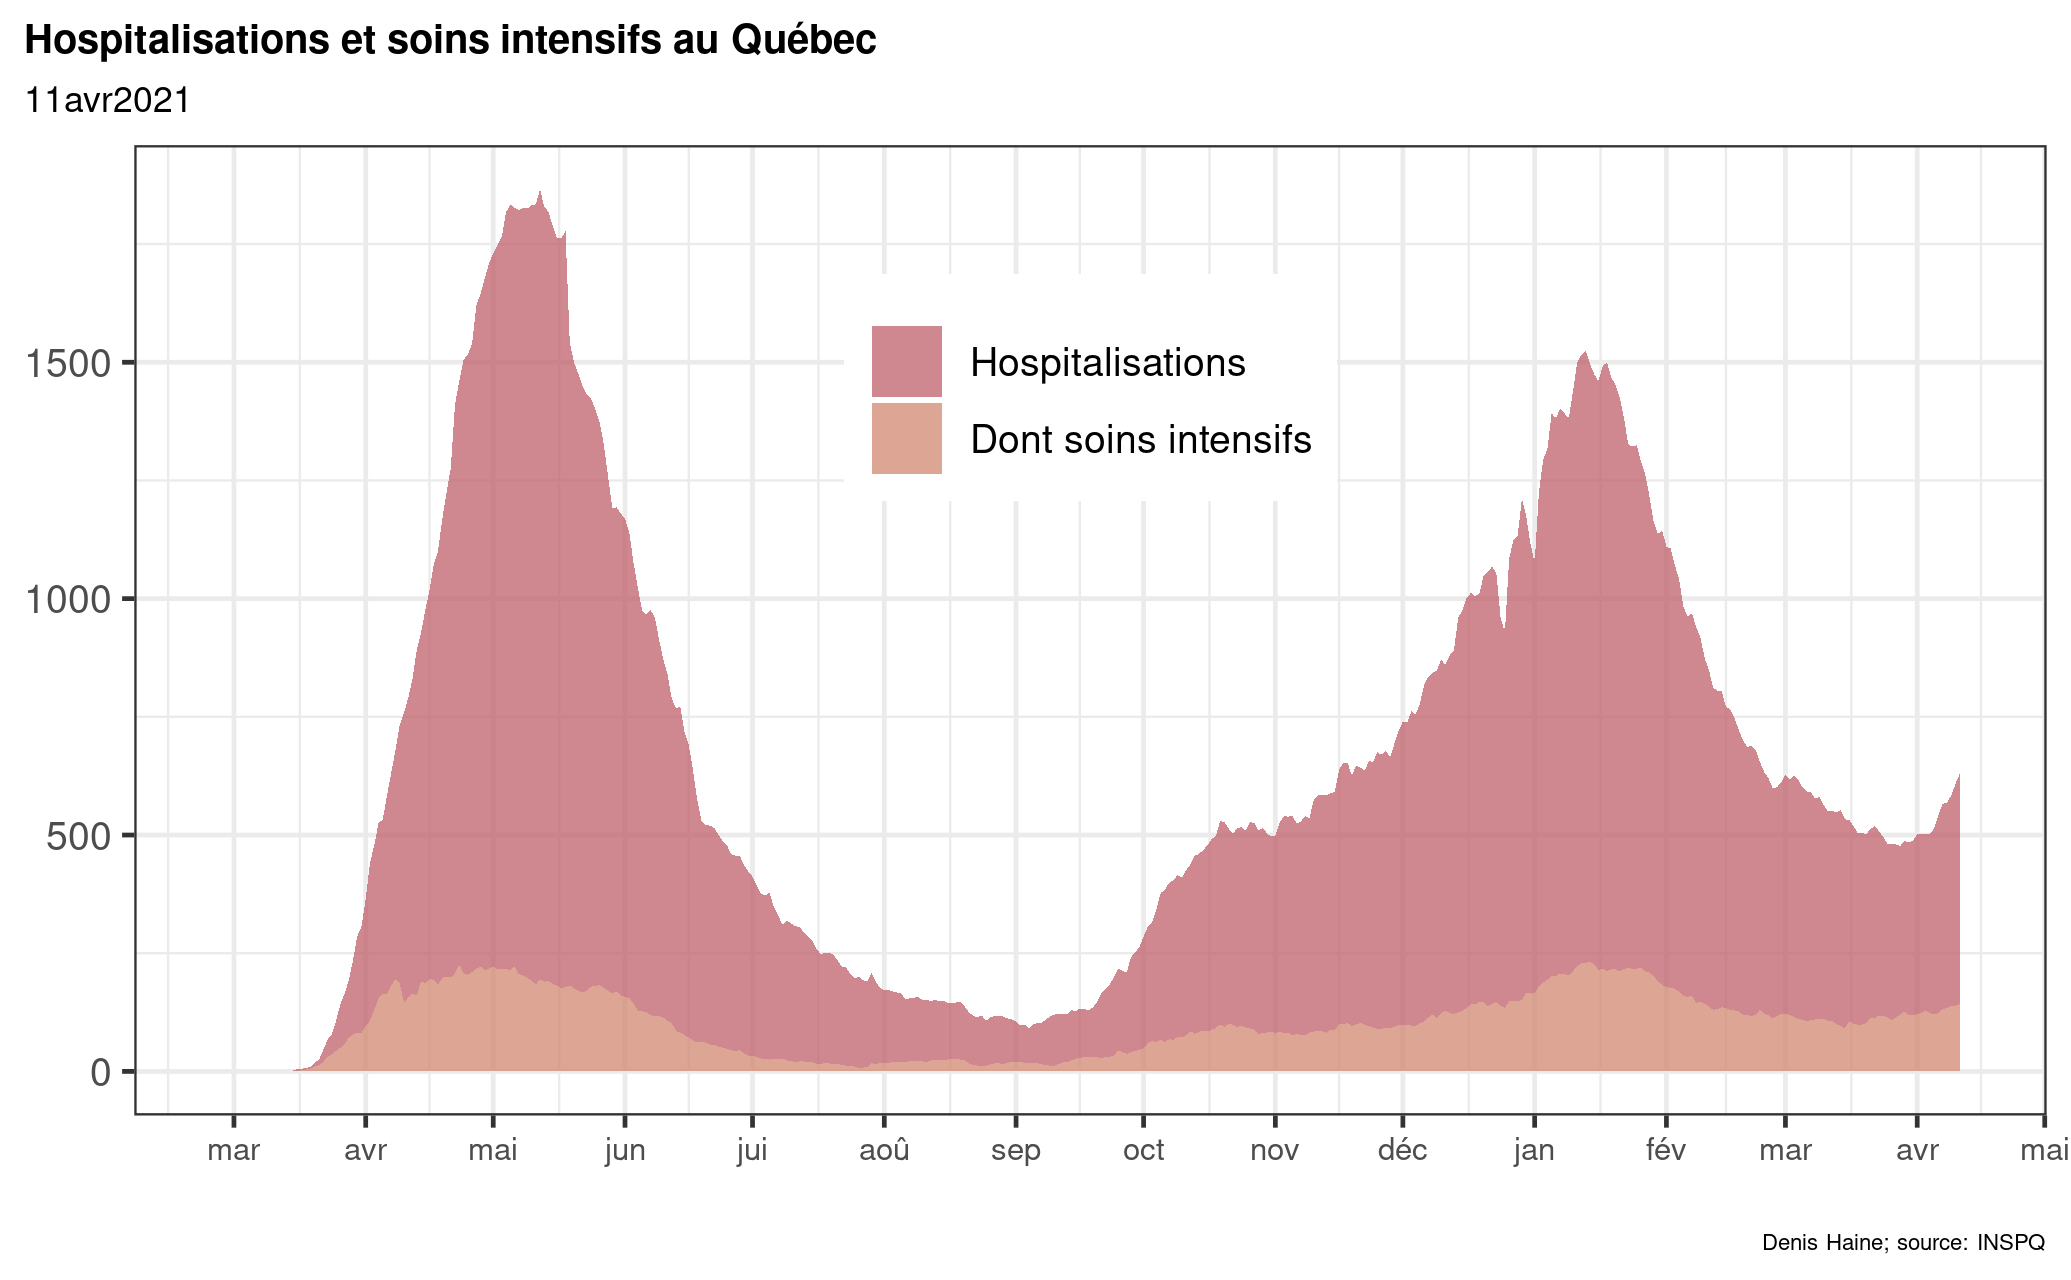 Hospitalisations et soins intensifs au Québec
11avr2021
1500
1000
500
0
Hospitalisations
Dont soins intensifs
mar avr mai jun jui aoû sep oct nov déc jan fév mar avr mai
Denis Haine; source: INSPQ